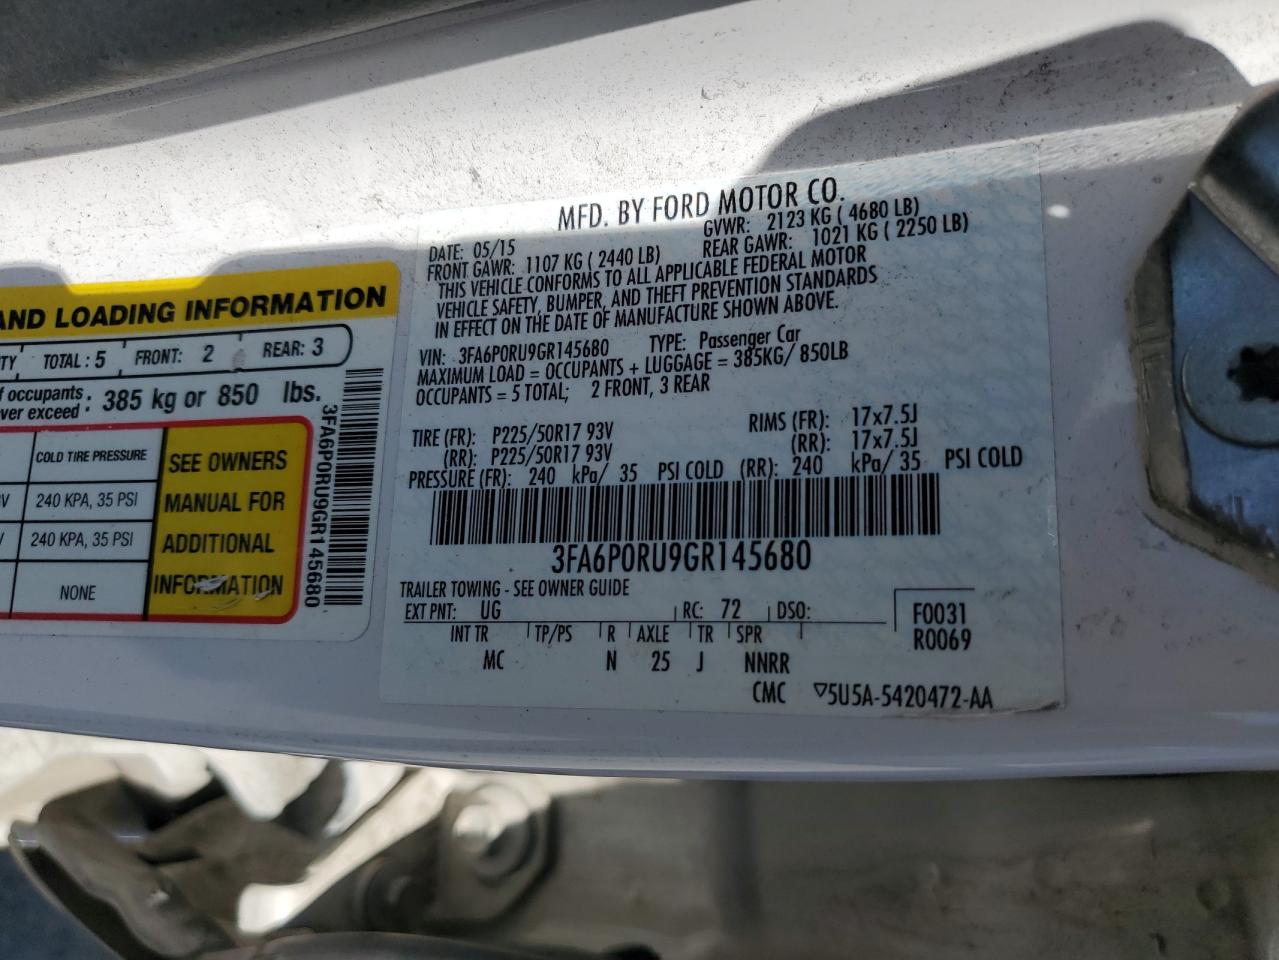 AND LOADING INFORMATION
TOTAL: 5 FRONT: 2 REAR: 3
of occupants
385 kg or 850 lbs.
ver exceed :
COLD TIRE PRESSURE
240 KPA, 35 PSI
240 KPA, 35 PSI
NONE
SEE OWNERS
MANUAL FOR
ADDITIONAL
INFORMATION
3FA6P0RU9GR145680
MFD. BY FORD MOTOR CO.
DATE: 05/15 GVWR: 2123 KG ( 4680 LB)
FRONT GAWR: 1107 KG ( 2440 LB) REAR GAWR: 1021 KG ( 2250 LB)
THIS VEHICLE CONFORMS TO ALL APPLICABLE FEDERAL MOTOR
VEHICLE SAFETY, BUMPER, AND THEFT PREVENTION STANDARDS
IN EFFECT ON THE DATE OF MANUFACTURE SHOWN ABOVE.
VIN: 3FA6P0RU9GR145680 TYPE: Passenger Car
MAXIMUM LOAD = OCCUPANTS + LUGGAGE = 385KG/ 850LB
OCCUPANTS = 5 TOTAL; 2 FRONT, 3 REAR
TIRE (FR): P225/50R17 93V RIMS (FR): 17x7.5J
(RR): P225/50R17 93V (RR): 17x7.5J
PRESSURE (FR): 240 kPa/ 35 PSI COLD (RR): 240 kPa/ 35 PSI COLD
3FA6P0RU9GR145680
TRAILER TOWING - SEE OWNER GUIDE
EXT PNT: UG RC: 72 DSO: F0031
R0069
INT TR TP/PS R AXLE TR SPR
MC N 25 J NNRR
CMC ▽5U5A-5420472-AA